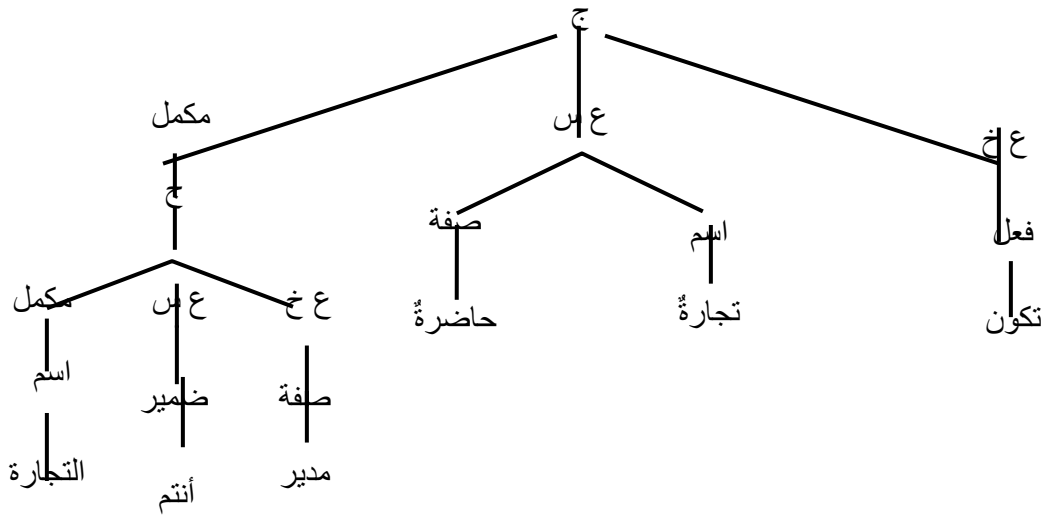 ج
ع خ
ع س
مكمل
ج
فعل
اسم
صفة
ع خ
ع س
مكمل
تكون
تجارةٌ
حاضرةٌ
صفة
ضمير
اسم
مدير
أنتم
التجارة